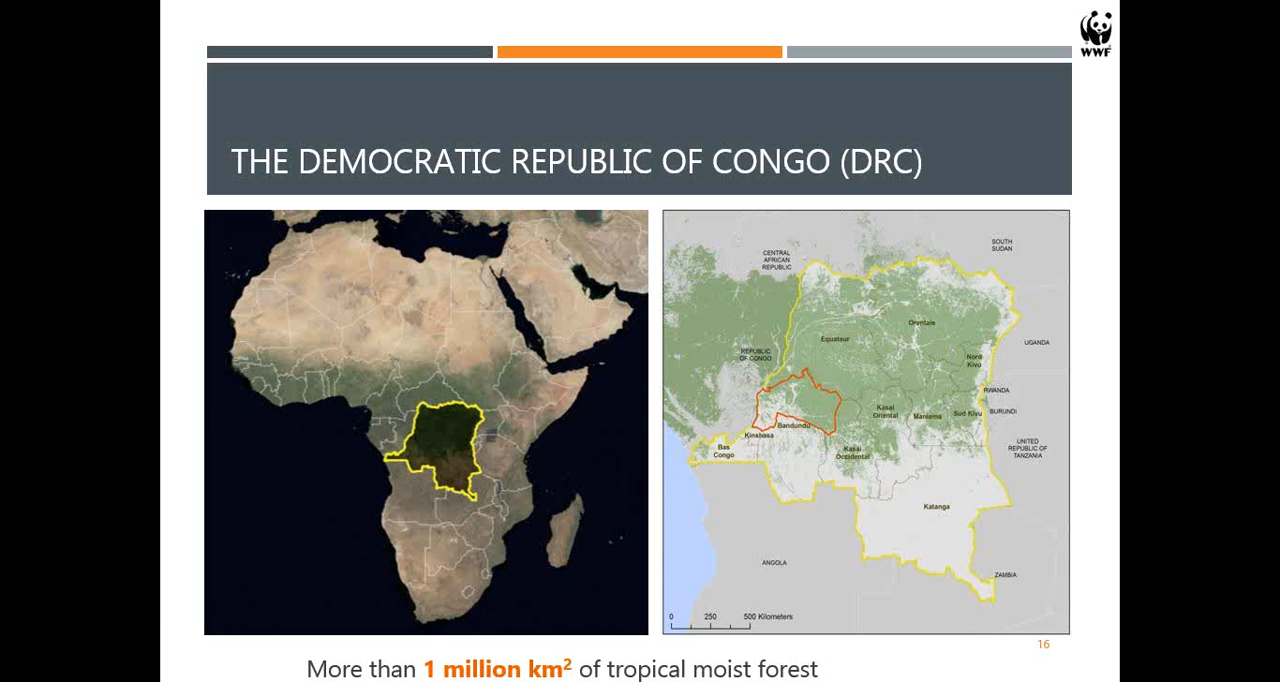 WWF
THE DEMOCRATIC REPUBLIC OF CONGO (DRC)
SOUTH
SUDAN
CENTRAL
AFRICAN
REPUBLIC
Orientale
Equateur
UGANDA
REPUBLIC
OF CONGO
Nord
Kivu
RWANDA
Kasai
Oriental
Maniema
Sud Kivu
BURUNDI
Bandundu
Kinshasa
UNITED
REPUBLIC OF
TANZANIA
Bas
Congo
Kasai
Occidental
Katanga
ANGOLA
ZAMBIA
0 250 500 Kilometers
16
More than 1 million km² of tropical moist forest